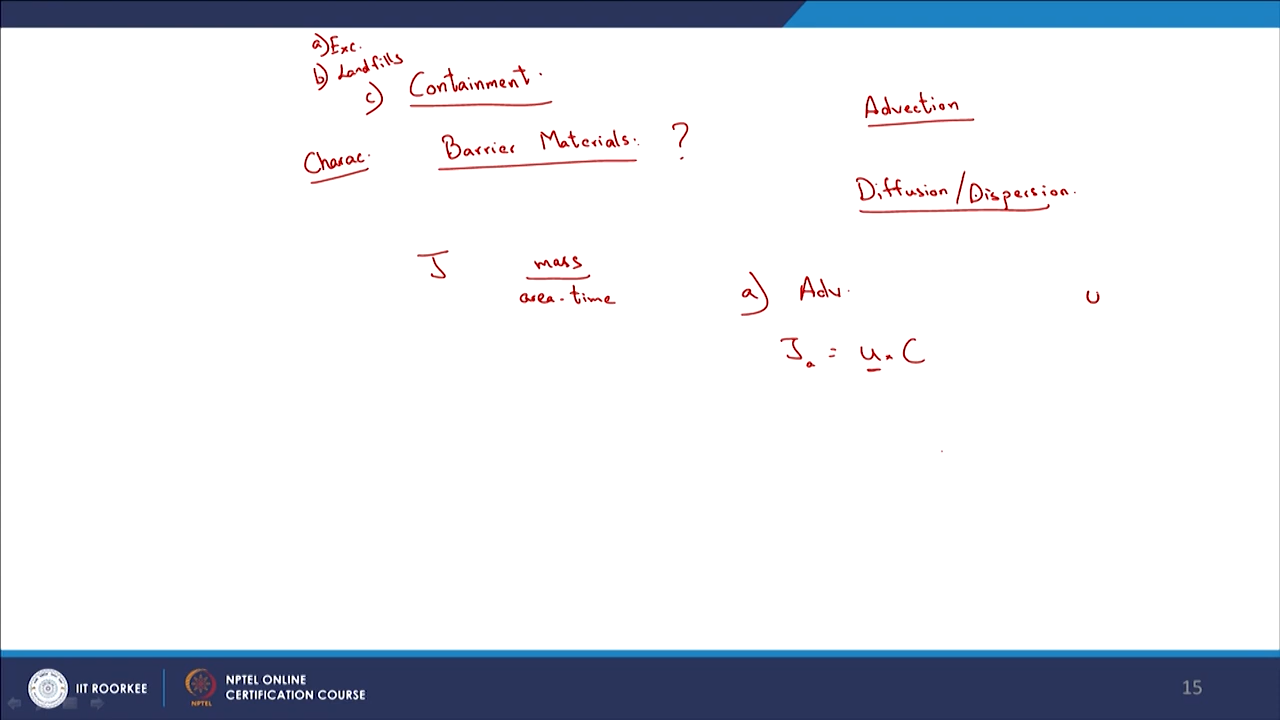 a) Exc.
b) Landfills
c) Containment.
Advection
Charac. Barrier Materials. ?
Diffusion/Dispersion.
J mass
area. time
a) Adv. u
Ja = u. C
IIT ROORKEE
NPTEL ONLINE
CERTIFICATION COURSE
15